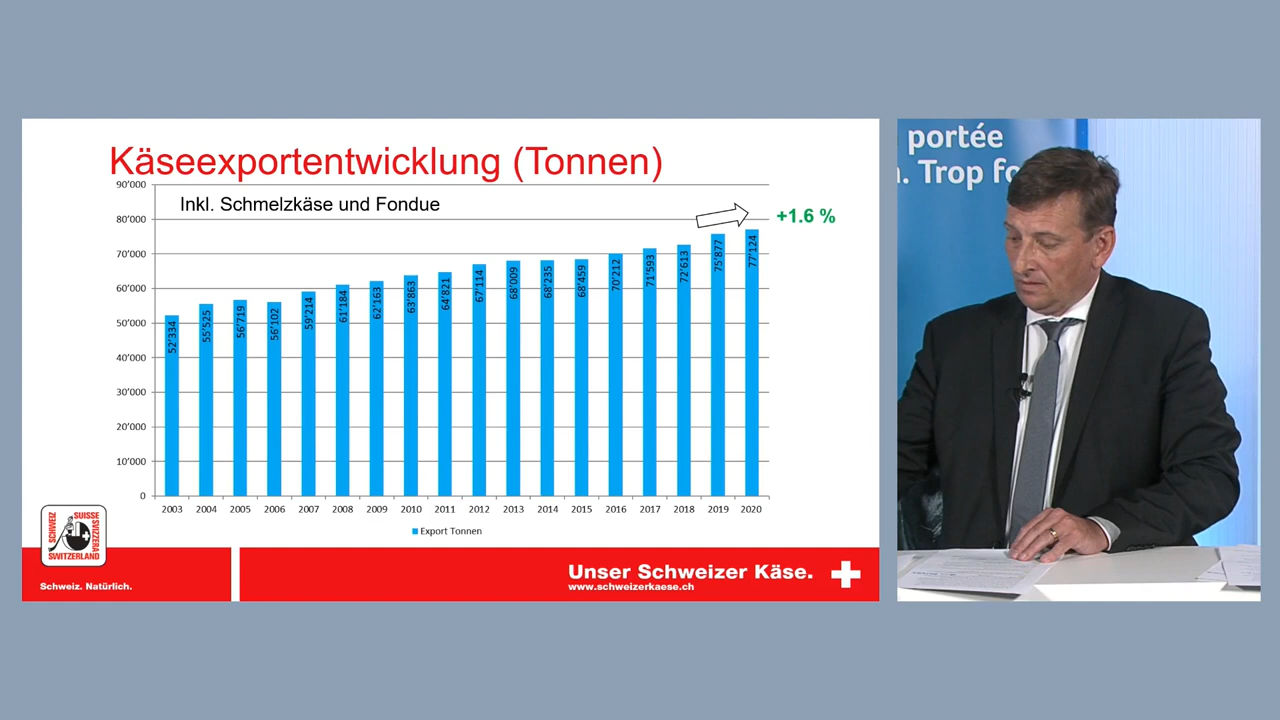 Käseexportentwicklung (Tonnen)
Inkl. Schmelzkäse und Fondue
+1.6 %
90’000
80’000
70’000
60’000
50’000
40’000
30’000
20’000
10’000
0
52’334
55’525
56’719
56’102
59’214
61’184
62’163
63’863
64’821
67’114
68’009
68’235
68’459
70’212
71’593
72’613
75’877
77’124
2003 2004 2005 2006 2007 2008 2009 2010 2011 2012 2013 2014 2015 2016 2017 2018 2019 2020
Export Tonnen
SCHWEIZ
SUISSE
SVIZZERA
SWITZERLAND
Schweiz. Natürlich.
Unser Schweizer Käse.
www.schweizerkaese.ch
portée
. Trop fo